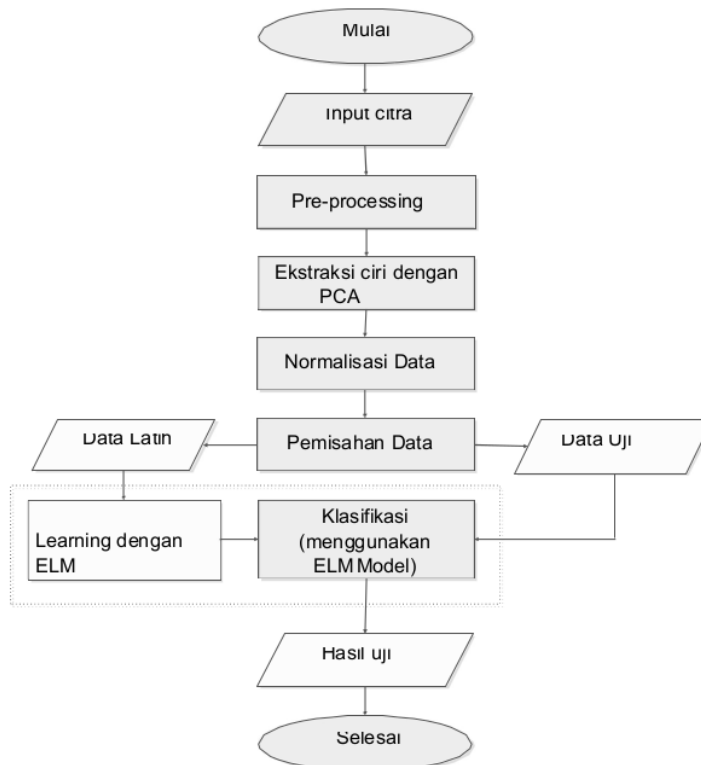 Mulai
Input citra
Pre-processing
Ekstraksi ciri dengan
PCA
Normalisasi Data
Data Latih
Pemisahan Data
Data Uji
Learning dengan
ELM
Klasifikasi
(menggunakan
ELM Model)
Hasil uji
Selesai